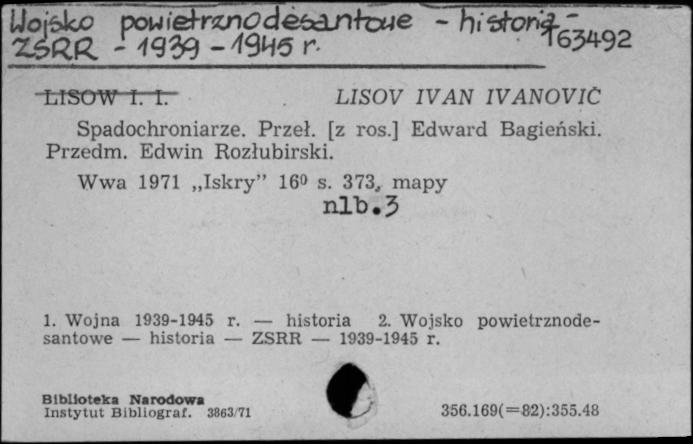 Wojsko powietrznodesantowe - historia -
ZSRR - 1939 - 1945 r.
163492
LISOW I. I.
LISOV IVAN IVANOVIČ
Spadochroniarze. Przeł. [z ros.] Edward Bagieński.
Przedm. Edwin Rozłubirski.
Wwa 1971 „Iskry” 16⁰ s. 373, mapy
nlb. 3
1. Wojna 1939-1945 r. — historia 2. Wojsko powietrznode-
santowe — historia — ZSRR — 1939-1945 r.
Biblioteka Narodowa
Instytut Bibliograf. 3863/71
356.169(=82):355.48